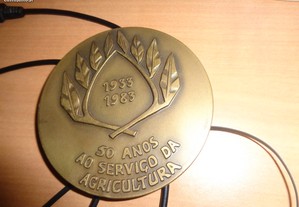 1933
1983
50 ANOS
AO SERVIÇO DA
AGRICULTURA